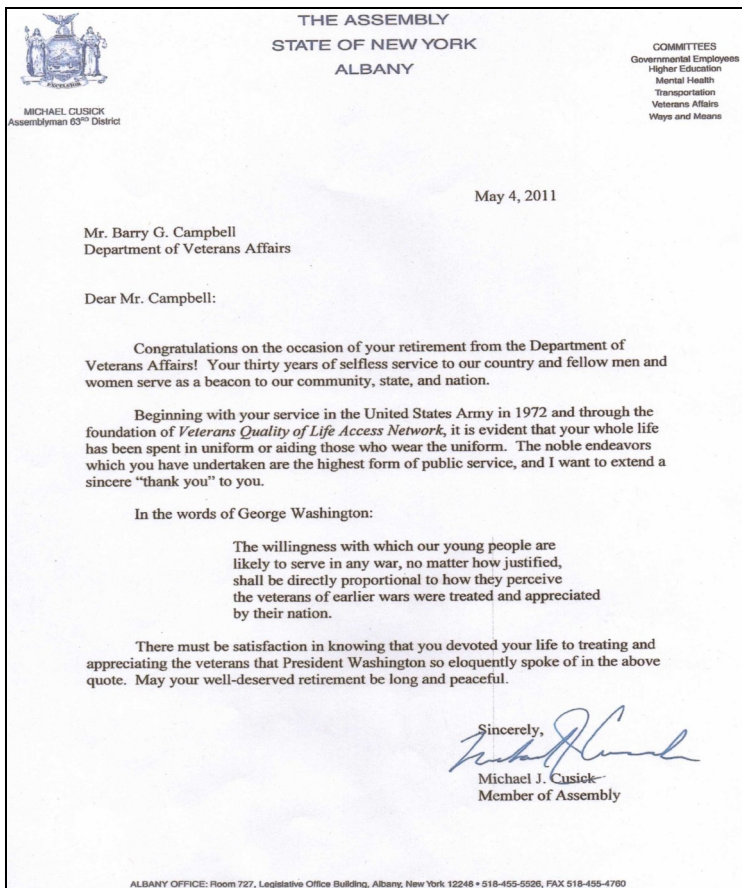 THE ASSEMBLY
STATE OF NEW YORK
ALBANY
EXCELSIOR
MICHAEL CUSICK
Assemblyman 63RD District
COMMITTEES
Governmental Employees
Higher Education
Mental Health
Transportation
Veterans Affairs
Ways and Means
May 4, 2011
Mr. Barry G. Campbell
Department of Veterans Affairs
Dear Mr. Campbell:
Congratulations on the occasion of your retirement from the Department of
Veterans Affairs! Your thirty years of selfless service to our country and fellow men and
women serve as a beacon to our community, state, and nation.
Beginning with your service in the United States Army in 1972 and through the
foundation of Veterans Quality of Life Access Network, it is evident that your whole life
has been spent in uniform or aiding those who wear the uniform. The noble endeavors
which you have undertaken are the highest form of public service, and I want to extend a
sincere “thank you” to you.
In the words of George Washington:
The willingness with which our young people are
likely to serve in any war, no matter how justified,
shall be directly proportional to how they perceive
the veterans of earlier wars were treated and appreciated
by their nation.
There must be satisfaction in knowing that you devoted your life to treating and
appreciating the veterans that President Washington so eloquently spoke of in the above
quote. May your well-deserved retirement be long and peaceful.
Sincerely,
Michael J. Cusick
Member of Assembly
ALBANY OFFICE: Room 727, Legislative Office Building, Albany, New York 12248 • 518-455-5526, FAX 518-455-4760